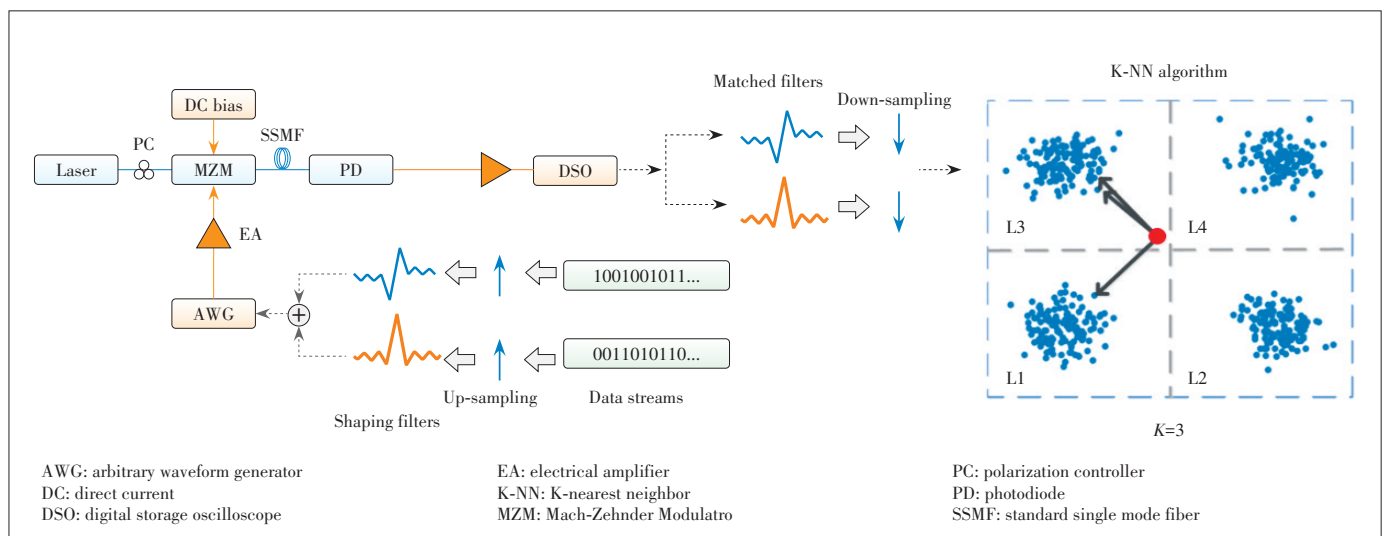 K-NN algorithm
Matched filters
Down-sampling
DC bias
PC
SSMF
Laser
MZM
PD
DSO
EA
L3
L4
1001001011...
AWG
+
0011010110...
L1
L2
Up-sampling
Data streams
Shaping filters
K=3
AWG: arbitrary waveform generator
DC: direct current
DSO: digital storage oscilloscope
EA: electrical amplifier
K-NN: K-nearest neighbor
MZM: Mach-Zehnder Modulatro
PC: polarization controller
PD: photodiode
SSMF: standard single mode fiber